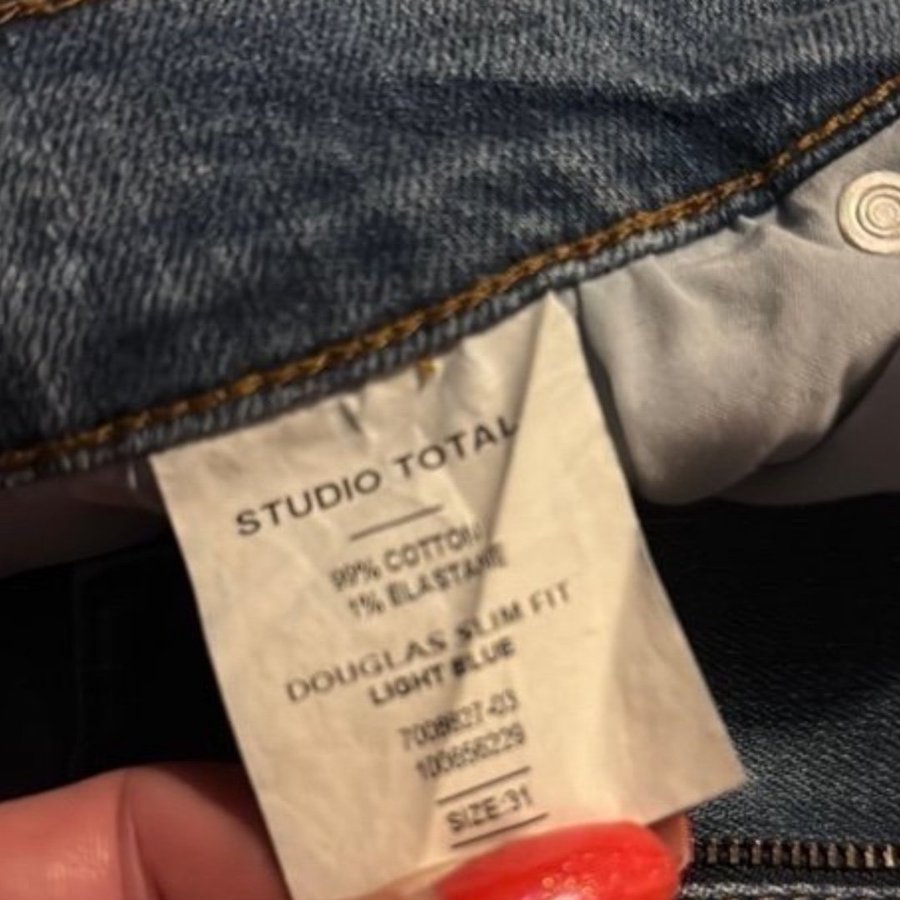 STUDIO TOTAL
99% COTTON
1% ELASTANE
DOUGLAS SLIM FIT
LIGHT BLUE
7008827-03
100656229
SIZE:31